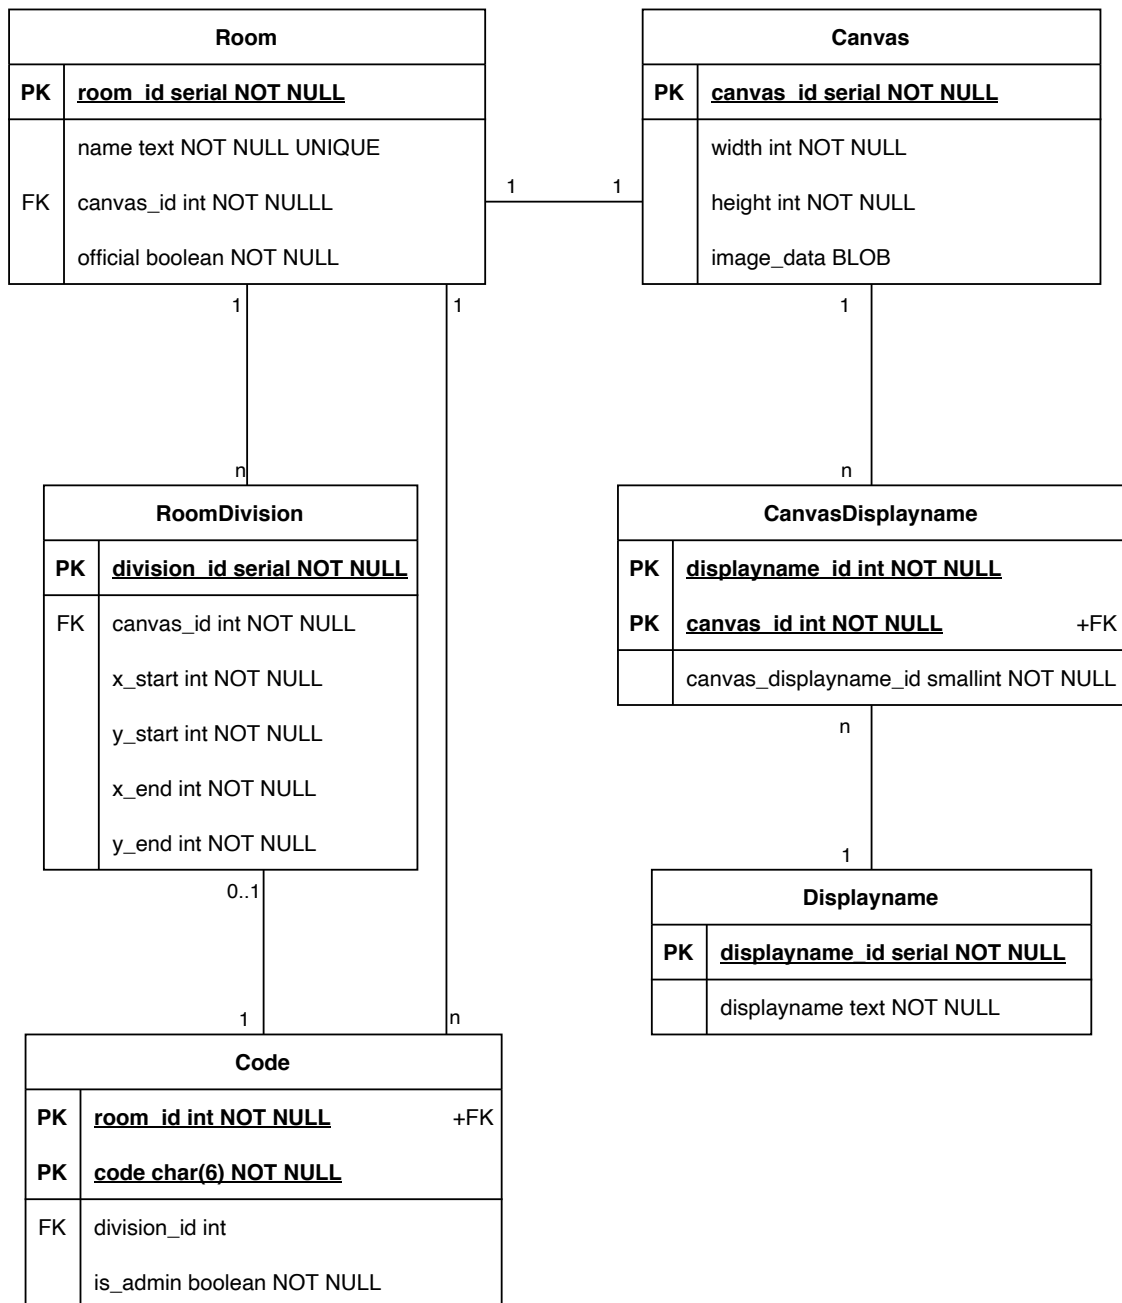 Room
PK room_id serial NOT NULL
name text NOT NULL UNIQUE
FK canvas_id int NOT NULLL
official boolean NOT NULL
Canvas
PK canvas_id serial NOT NULL
width int NOT NULL
height int NOT NULL
image_data BLOB
1 1
1 1 1
n n
RoomDivision
PK division_id serial NOT NULL
FK canvas_id int NOT NULL
x_start int NOT NULL
y_start int NOT NULL
x_end int NOT NULL
y_end int NOT NULL
CanvasDisplayname
PK displayname_id int NOT NULL
PK canvas_id int NOT NULL +FK
canvas_displayname_id smallint NOT NULL
n
1
0..1
Displayname
PK displayname_id serial NOT NULL
displayname text NOT NULL
1 n
Code
PK room_id int NOT NULL +FK
PK code char(6) NOT NULL
FK division_id int
is_admin boolean NOT NULL